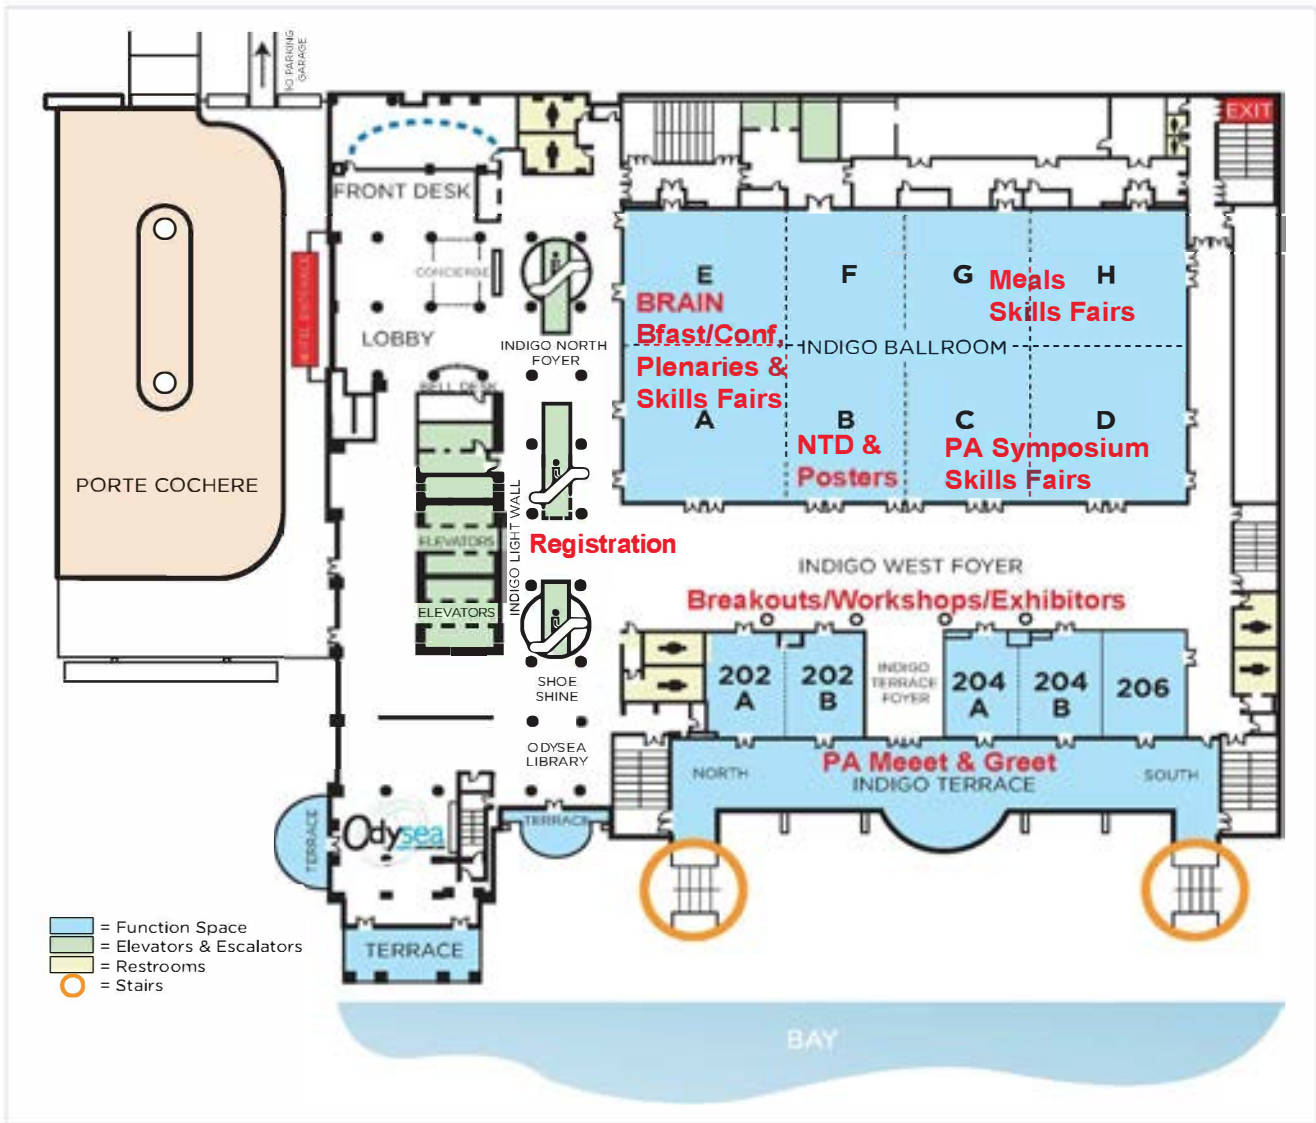 TO PARKING
GARAGE
EXIT
FRONT DESK
CONCIERGE
HOTEL ENTRANCE
LOBBY
INDIGO NORTH
FOYER
BELL DESK
E
F
G
H
BRAIN
Bfast/Conf,
Plenaries &
Skills Fairs
Meals
Skills Fairs
INDIGO BALLROOM
A
B
C
D
NTD &
Posters
PA Symposium
Skills Fairs
PORTE COCHERE
ELEVATORS
ELEVATORS
INDIGO LIGHT WALL
Registration
INDIGO WEST FOYER
Breakouts/Workshops/Exhibitors
202
A
202
B
INDIGO
TERRACE
FOYER
204
A
204
B
206
SHOE
SHINE
ODYSEA
LIBRARY
NORTH
PA Meeet & Greet
INDIGO TERRACE
SOUTH
TERRACE
Odysea
TERRACE
TERRACE
= Function Space
= Elevators & Escalators
= Restrooms
= Stairs
BAY